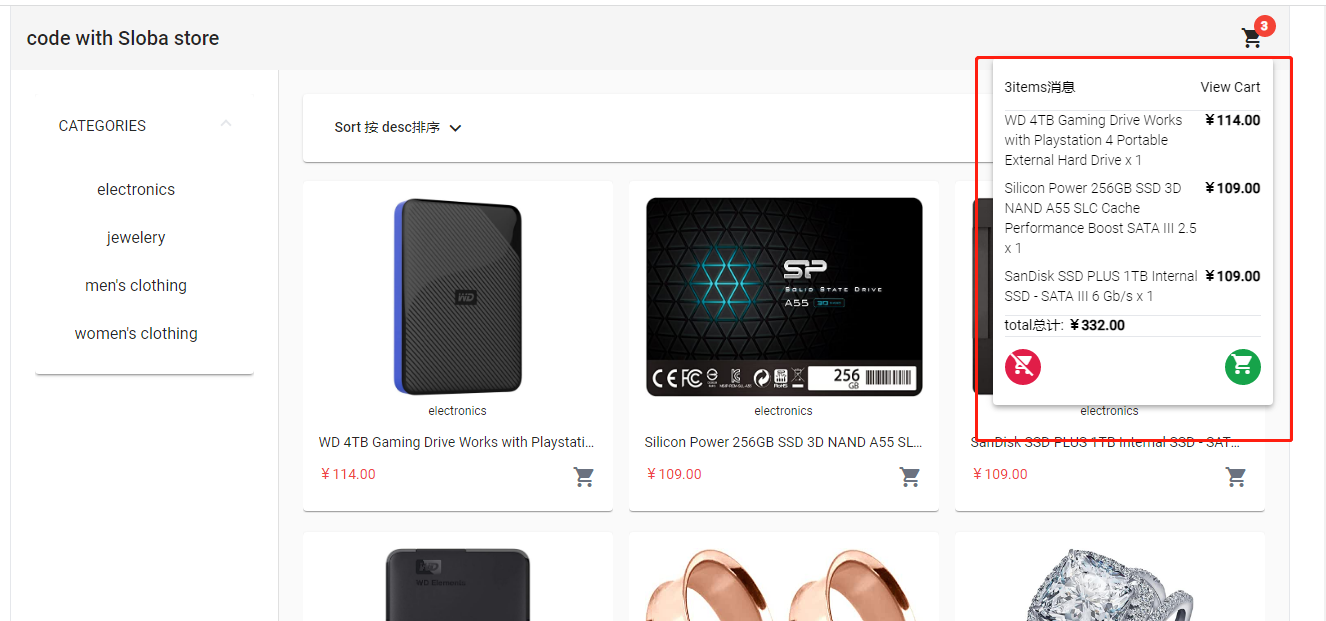 code with Sloba store
3
3items消息 View Cart
WD 4TB Gaming Drive Works ¥114.00
with Playstation 4 Portable
External Hard Drive x 1
Silicon Power 256GB SSD 3D ¥109.00
NAND A55 SLC Cache
Performance Boost SATA III 2.5
x 1
SanDisk SSD PLUS 1TB Internal ¥109.00
SSD - SATA III 6 Gb/s x 1
total总计: ¥332.00
CATEGORIES
electronics
jewelery
men's clothing
women's clothing
Sort 按 desc排序
WD
SP
SOLID STATE DRIVE
A55
256
GB
electronics
electronics
electronics
WD 4TB Gaming Drive Works with Playstati...
Silicon Power 256GB SSD 3D NAND A55 SL...
SanDisk SSD PLUS 1TB Internal SSD - SAT...
¥114.00
¥109.00
¥109.00
WD
WD Elements